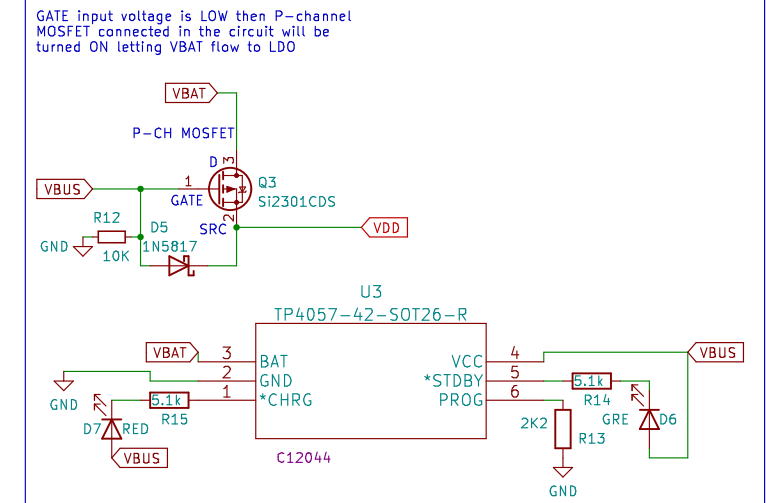 GATE input voltage is LOW then P-channel
MOSFET connected in the circuit will be
turned ON letting VBAT flow to LDO
VBAT
P-CH MOSFET
D 3
VBUS
1
GATE
Q3
Si2301CDS
2
SRC
VDD
R12
GND
10K
D5
1N5817
U3
TP4057-42-SOT26-R
VBAT
3
BAT
VCC
4
VBUS
GND
2
GND
*STDBY
5
5.1k
R14
1
*CHRG
PROG
6
5.1k
R15
D7
RED
VBUS
2K2
R13
GND
GRE
D6
C12044